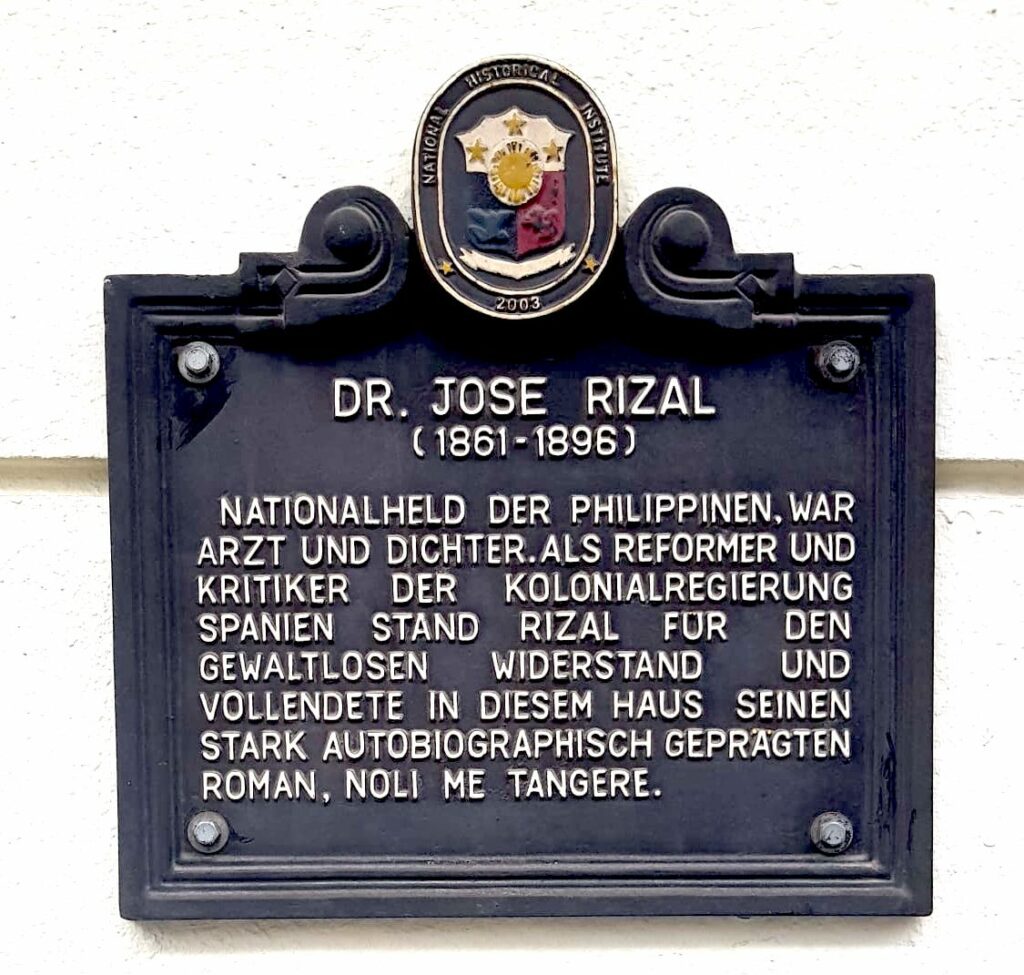 NATIONAL HISTORICAL INSTITUTE
2003
DR. JOSE RIZAL
(1861-1896)
NATIONALHELD DER PHILIPPINEN, WAR
ARZT UND DICHTER. ALS REFORMER UND
KRITIKER DER KOLONIALREGIERUNG
SPANIEN STAND RIZAL FÜR DEN
GEWALTLOSEN WIDERSTAND UND
VOLLENDETE IN DIESEM HAUS SEINEN
STARK AUTOBIOGRAPHISCH GEPRÄGTEN
ROMAN, NOLI ME TANGERE.